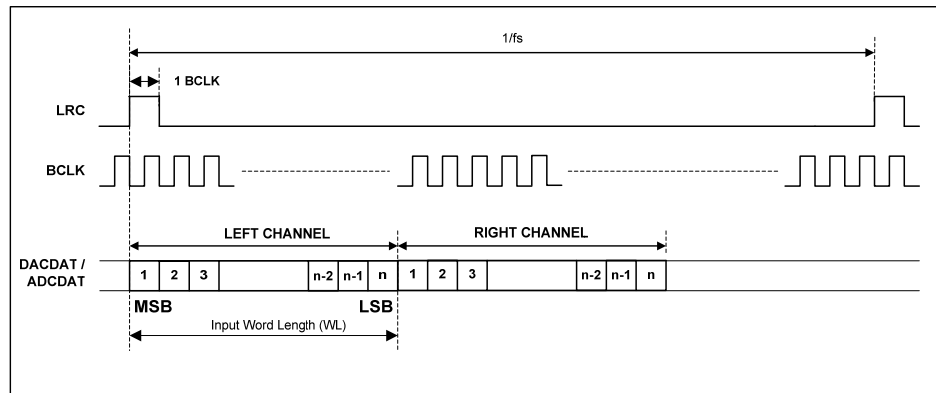 1/fs
1 BCLK
LRC
BCLK
LEFT CHANNEL RIGHT CHANNEL
DACDAT /
ADCDAT
1 2 3 n-2 n-1 n 1 2 3 n-2 n-1 n
MSB LSB
Input Word Length (WL)